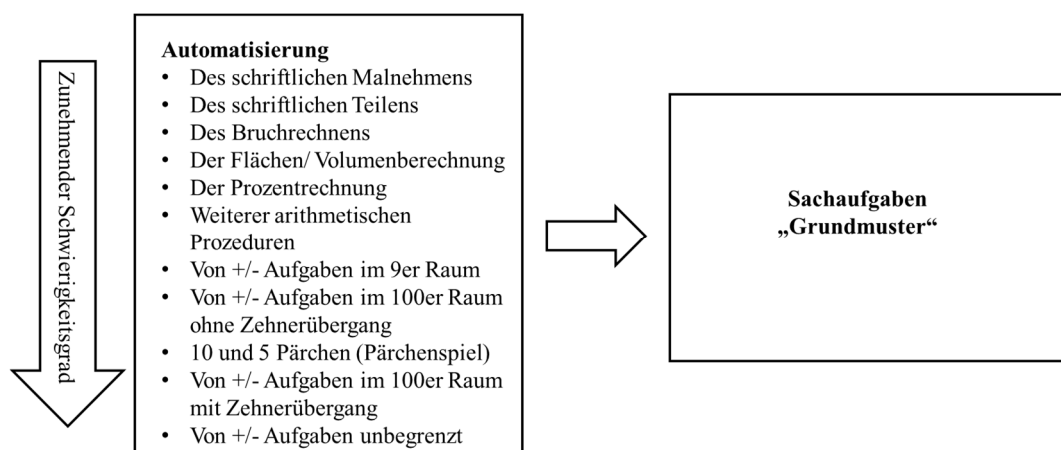 Zunehmender Schwierigkeitsgrad
Automatisierung
• Des schriftlichen Malnehmens
• Des schriftlichen Teilens
• Des Bruchrechnens
• Der Flächen/ Volumenberechnung
• Der Prozentrechnung
• Weiterer arithmetischen
Prozeduren
• Von +/- Aufgaben im 9er Raum
• Von +/- Aufgaben im 100er Raum
ohne Zehnerübergang
• 10 und 5 Pärchen (Pärchenspiel)
• Von +/- Aufgaben im 100er Raum
mit Zehnerübergang
• Von +/- Aufgaben unbegrenzt
Sachaufgaben
„Grundmuster“